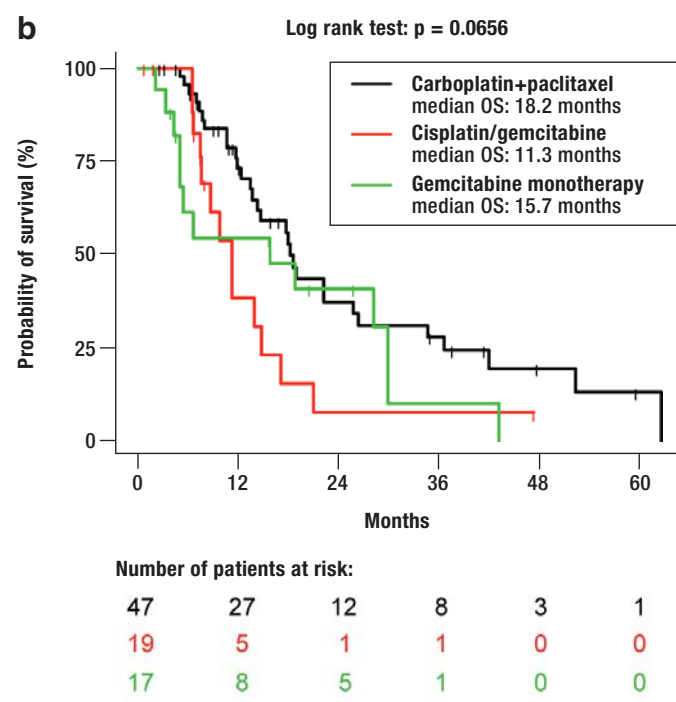 b
Log rank test: p = 0.0656
Carboplatin+paclitaxel
median OS: 18.2 months
Cisplatin/gemcitabine
median OS: 11.3 months
Gemcitabine monotherapy
median OS: 15.7 months
Probability of survival (%)
100
75
50
25
0
0 12 24 36 48 60
Months
Number of patients at risk:
47 27 12 8 3 1
19 5 1 1 0 0
17 8 5 1 0 0